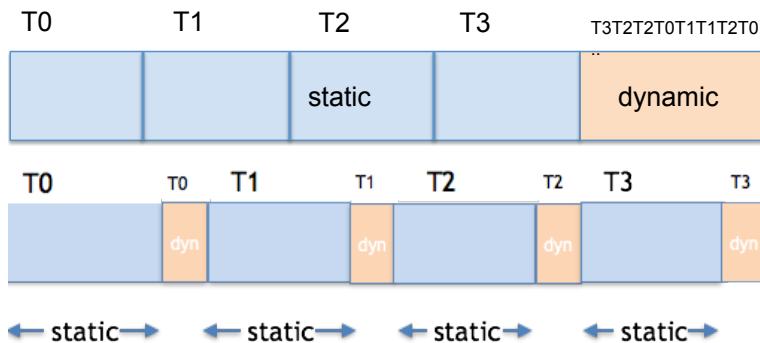 T0 T1 T2 T3 T3T2T2T0T1T1T2T0
..
static dynamic
T0 T0 T1 T1 T2 T2 T3 T3
dyn dyn dyn dyn
static static static static